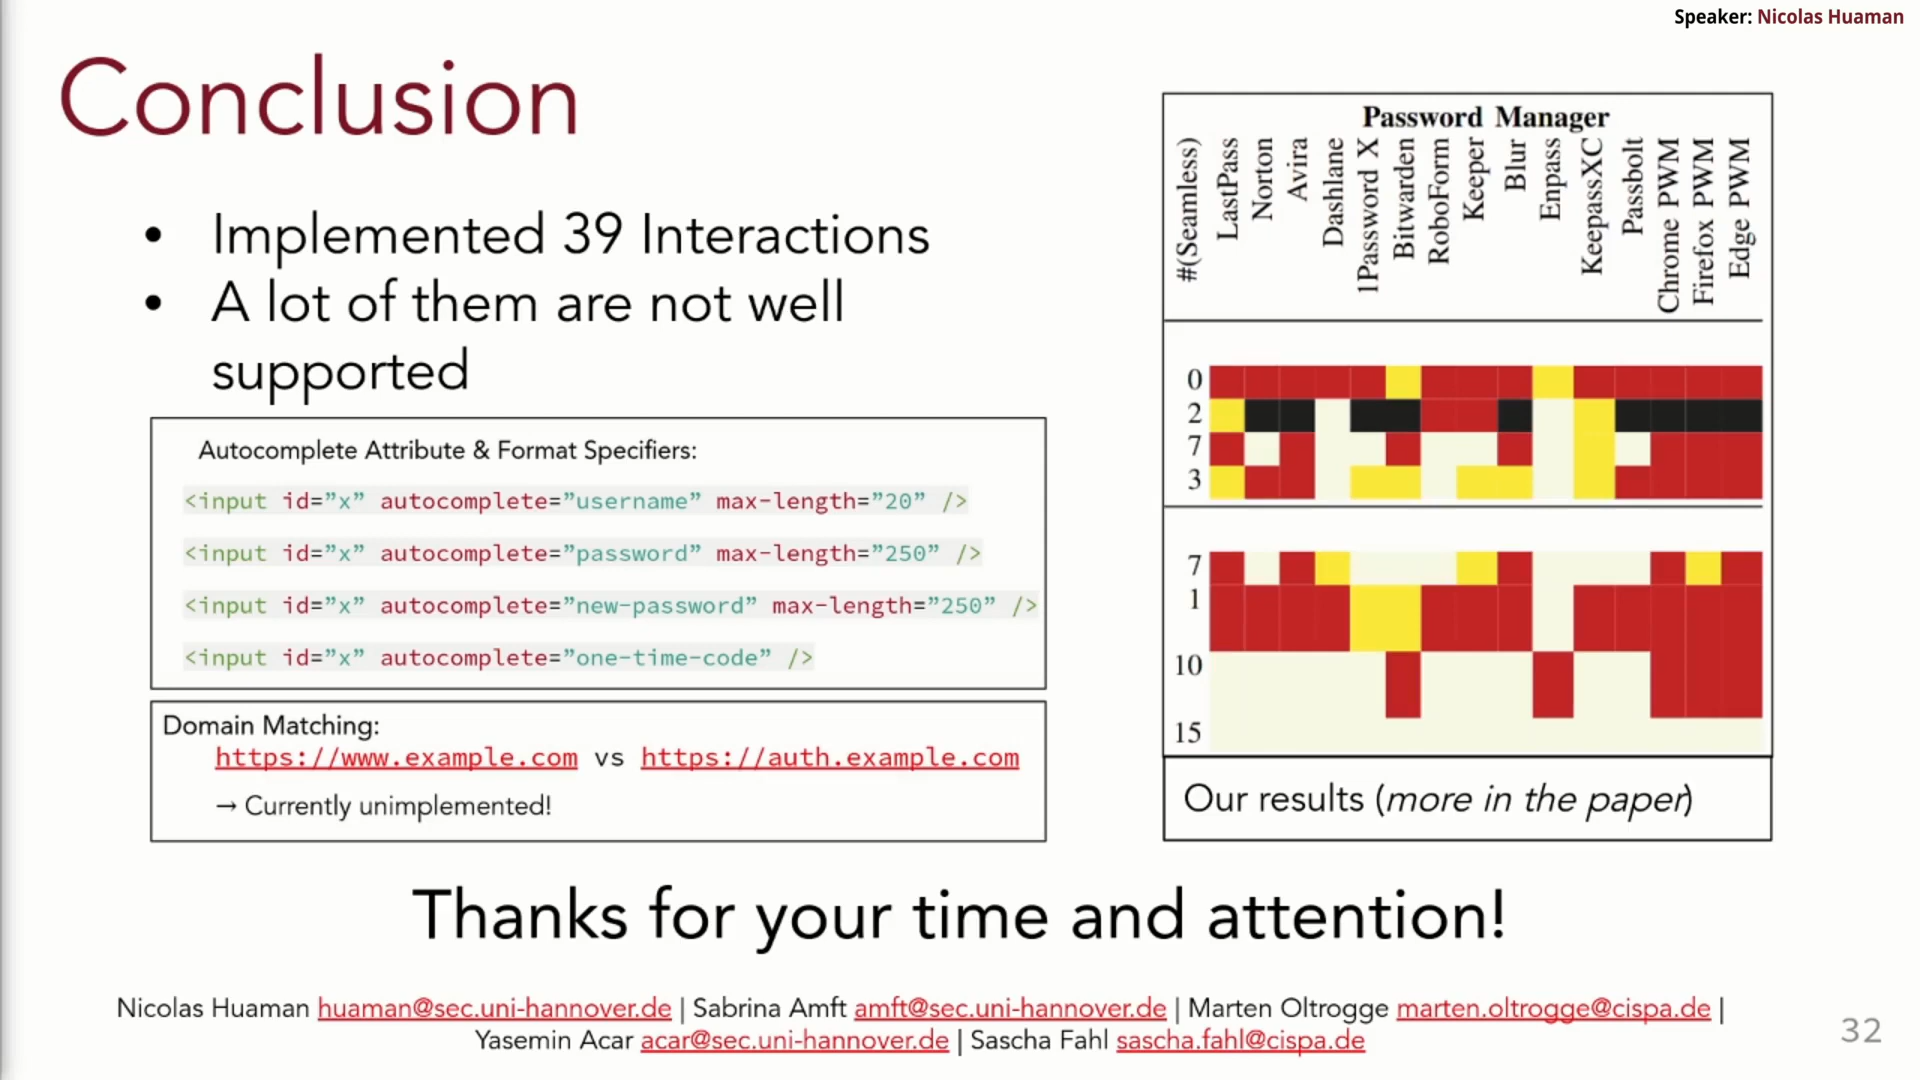 Speaker: Nicolas Huaman
Conclusion
• Implemented 39 Interactions
• A lot of them are not well
supported
Autocomplete Attribute & Format Specifiers:
<input id=”x” autocomplete=”username” max-length=”20” />
<input id=”x” autocomplete=”password” max-length=”250” />
<input id=”x” autocomplete=”new-password” max-length=”250” />
<input id=”x” autocomplete=”one-time-code” />
Domain Matching:
https://www.example.com vs https://auth.example.com
→ Currently unimplemented!
Password Manager
#(Seamless)
LastPass
Norton
Avira
Dashlane
1Password X
Bitwarden
RoboForm
Keeper
Blur
Enpass
KeepassXC
Passbolt
Chrome PWM
Firefox PWM
Edge PWM
0
2
7
3
7
1
10
15
Our results (more in the paper)
Thanks for your time and attention!
Nicolas Huaman huaman@sec.uni-hannover.de | Sabrina Amft amft@sec.uni-hannover.de | Marten Oltrogge marten.oltrogge@cispa.de |
Yasemin Acar acar@sec.uni-hannover.de | Sascha Fahl sascha.fahl@cispa.de
32